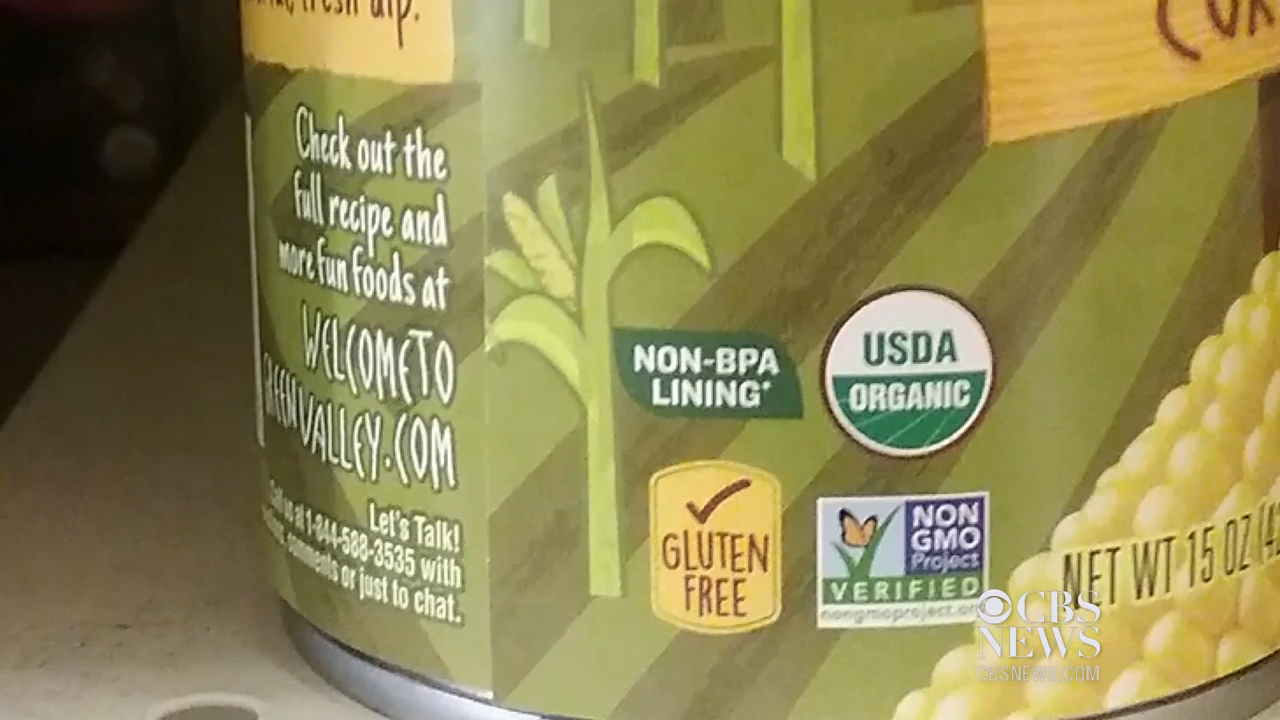 fresh dip.
Check out the
full recipe and
more fun foods at
WELCOMETO
GREENVALLEY.COM
Let's Talk!
Call us at 1-844-588-3535 with
comments or just to chat.
NON-BPA
LINING*
USDA
ORGANIC
GLUTEN
FREE
NON
GMO
Project
VERIFIED
nongmoproject.org
NET WT 15 OZ
CBS
NEWS
CBSNEWS.COM